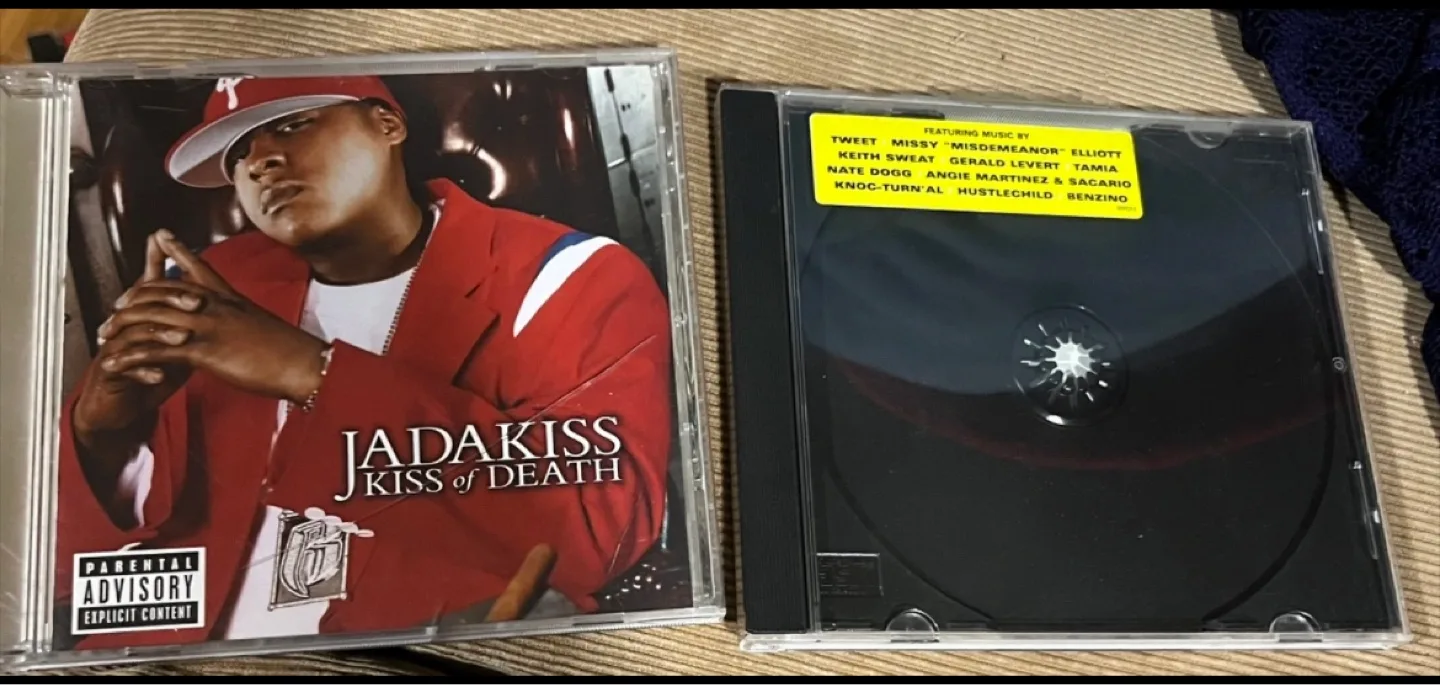 JADAKISS
KISS of DEATH
PARENTAL
ADVISORY
EXPLICIT CONTENT
FEATURING MUSIC BY
TWEET MISSY "MISDEMEANOR" ELLIOTT
KEITH SWEAT GERALD LEVERT TAMIA
NATE DOGG ANGIE MARTINEZ & SACARIO
KNOC-TURN'AL HUSTLECHILD BENZINO